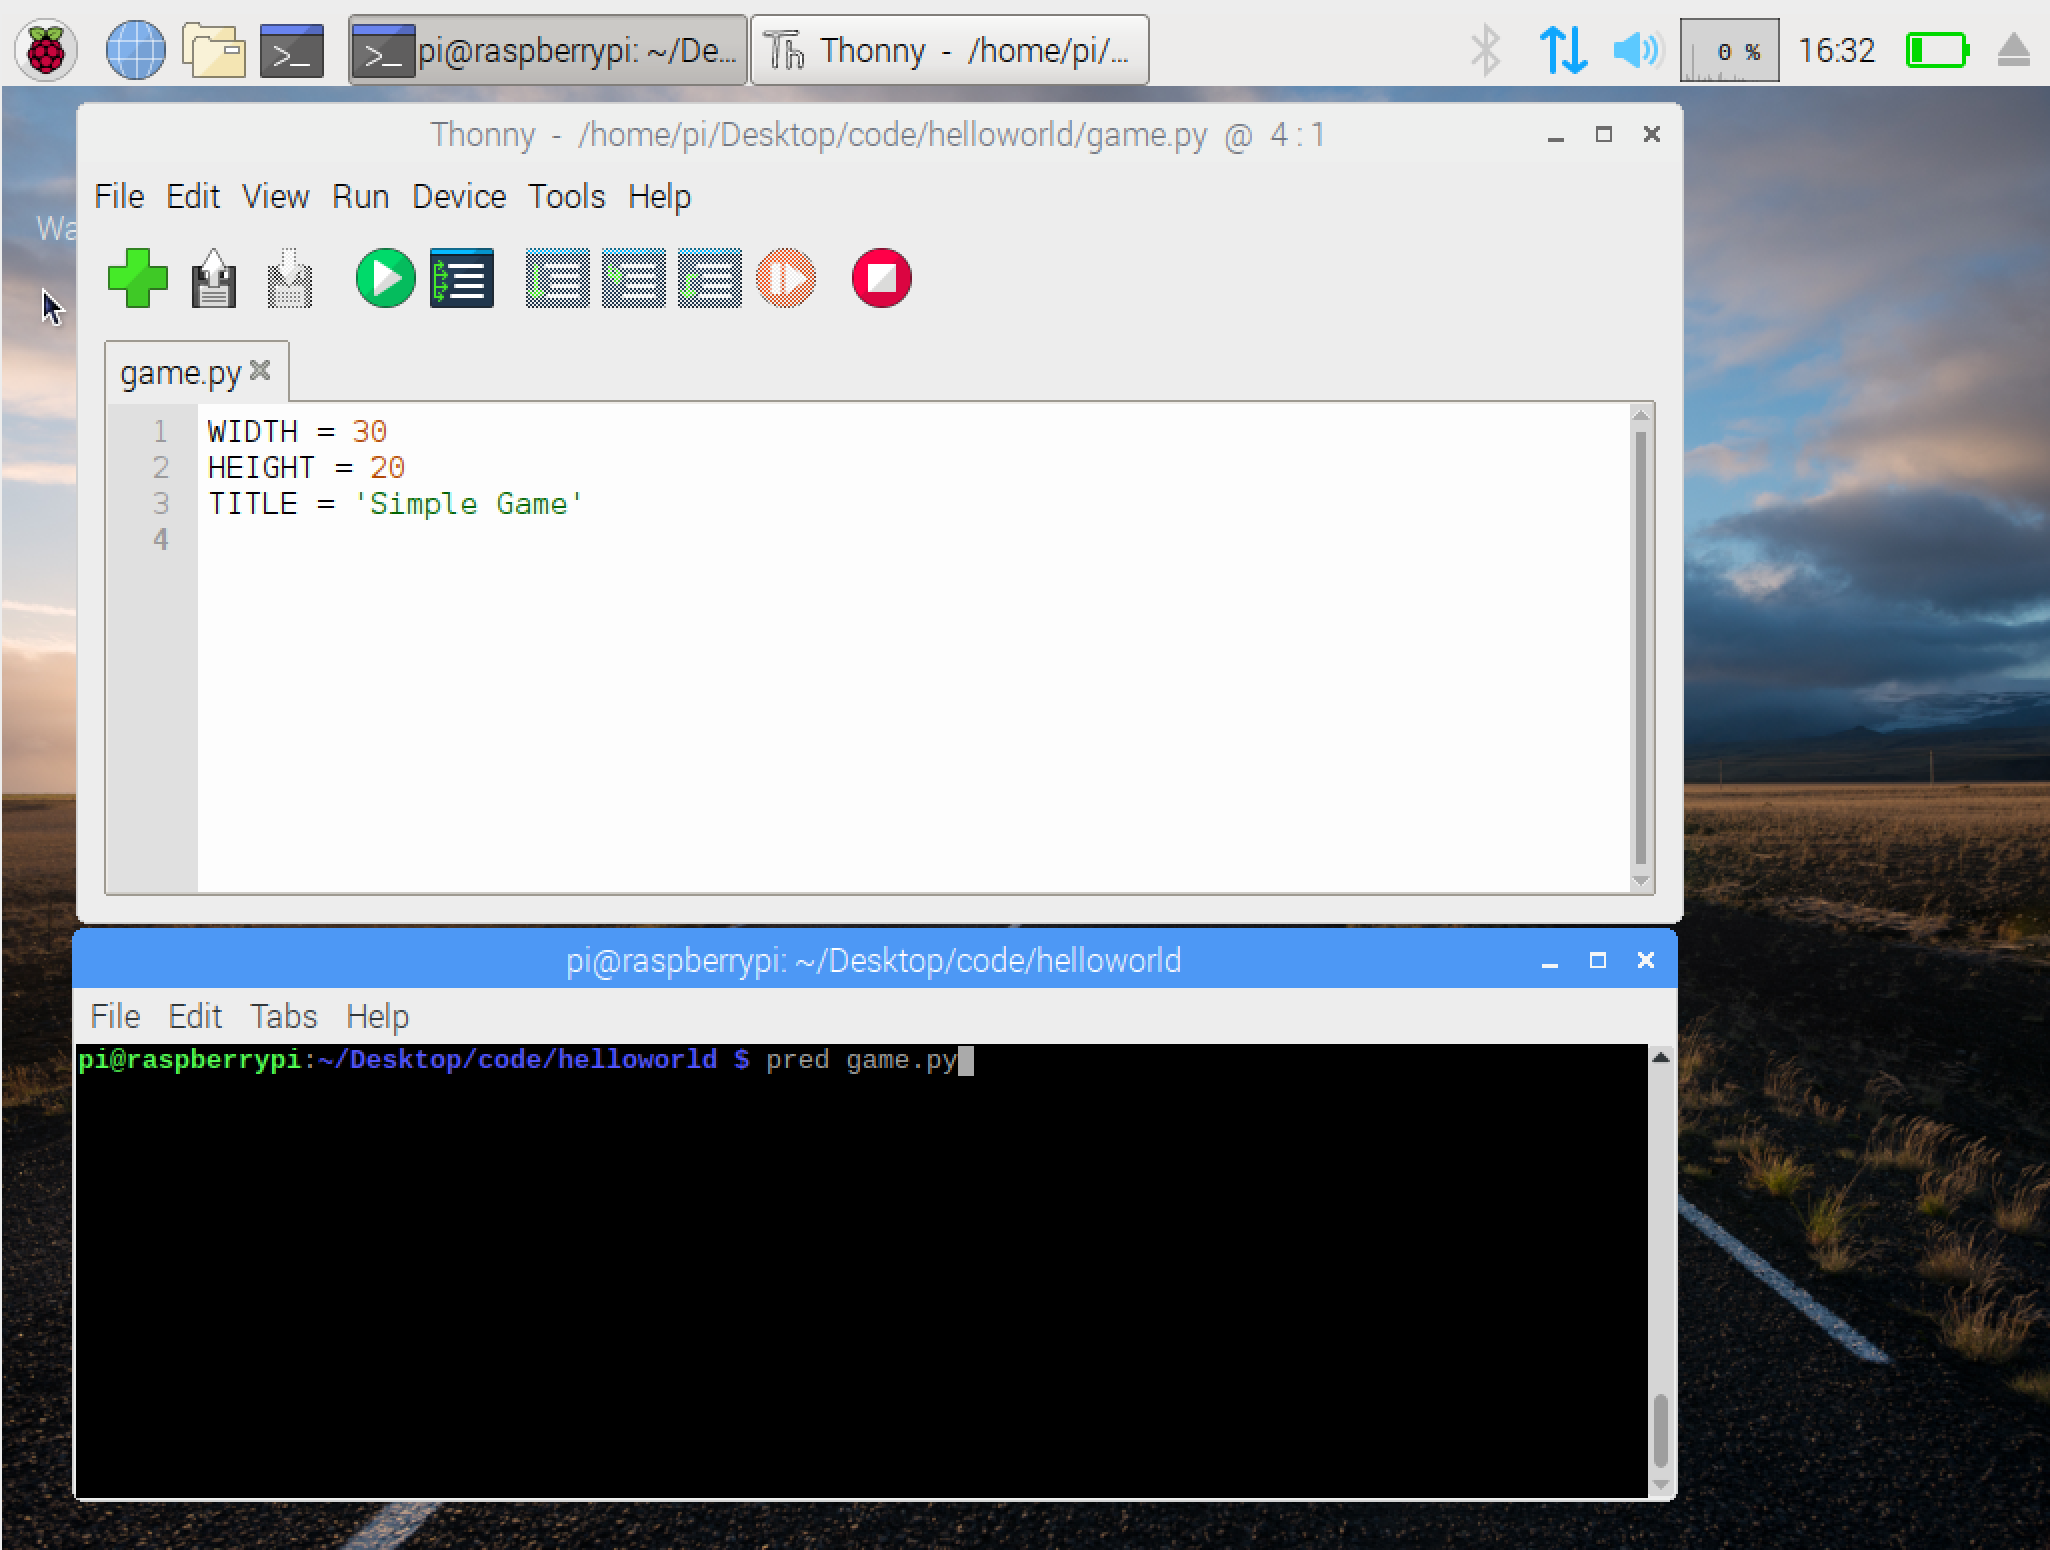 pi@raspberrypi: ~/De...
Thonny - /home/pi/...
0 %
16:32
Thonny - /home/pi/Desktop/code/helloworld/game.py @ 4 : 1
File Edit View Run Device Tools Help
Wa
game.py
1 WIDTH = 30
2 HEIGHT = 20
3 TITLE = 'Simple Game'
4
pi@raspberrypi: ~/Desktop/code/helloworld
File Edit Tabs Help
pi@raspberrypi:~/Desktop/code/helloworld $ pred game.py